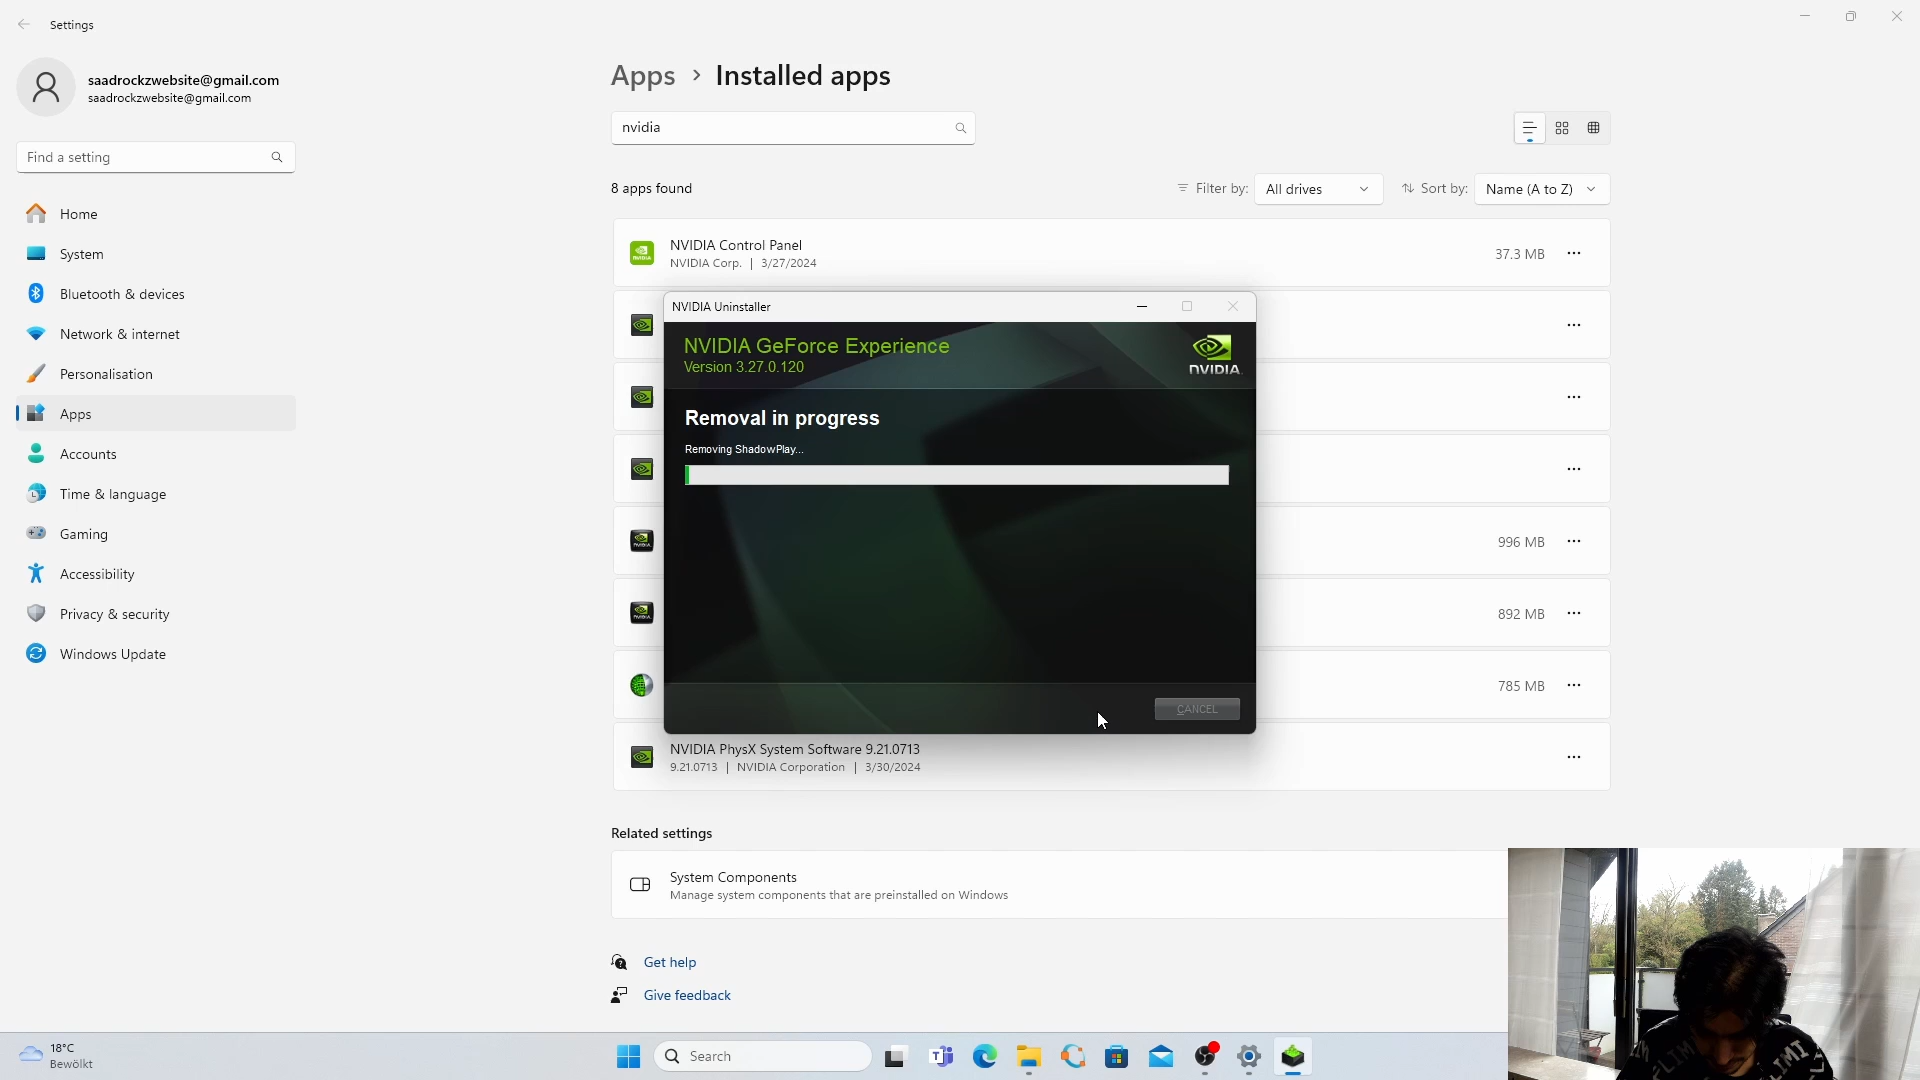 Settings
saadrockzwebsite@gmail.com
saadrockzwebsite@gmail.com
Find a setting
Home
System
Bluetooth & devices
Network & internet
Personalisation
Apps
Accounts
Time & language
Gaming
Accessibility
Privacy & security
Windows Update
Apps > Installed apps
nvidia
8 apps found
Filter by: All drives
Sort by: Name (A to Z)
NVIDIA Control Panel
NVIDIA Corp. | 3/27/2024
37.3 MB
NVIDIA Uninstaller
NVIDIA GeForce Experience
Version 3.27.0.120
NVIDIA
Removal in progress
Removing ShadowPlay...
CANCEL
996 MB
892 MB
785 MB
NVIDIA PhysX System Software 9.21.0713
9.21.0713 | NVIDIA Corporation | 3/30/2024
Related settings
System Components
Manage system components that are preinstalled on Windows
Get help
Give feedback
18°C
Bewölkt
Search